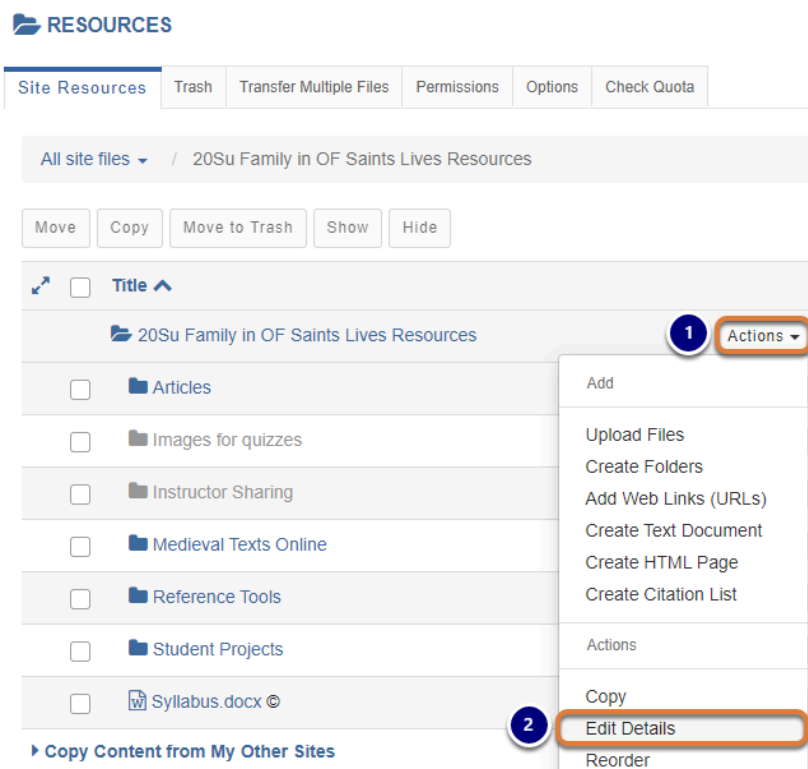 RESOURCES
Site Resources Trash Transfer Multiple Files Permissions Options Check Quota
All site files / 20Su Family in OF Saints Lives Resources
Move Copy Move to Trash Show Hide
Title
20Su Family in OF Saints Lives Resources 1 Actions
Articles
Images for quizzes
Instructor Sharing
Medieval Texts Online
Reference Tools
Student Projects
Syllabus.docx ©
Copy Content from My Other Sites
Add
Upload Files
Create Folders
Add Web Links (URLs)
Create Text Document
Create HTML Page
Create Citation List
Actions
Copy
2 Edit Details
Reorder